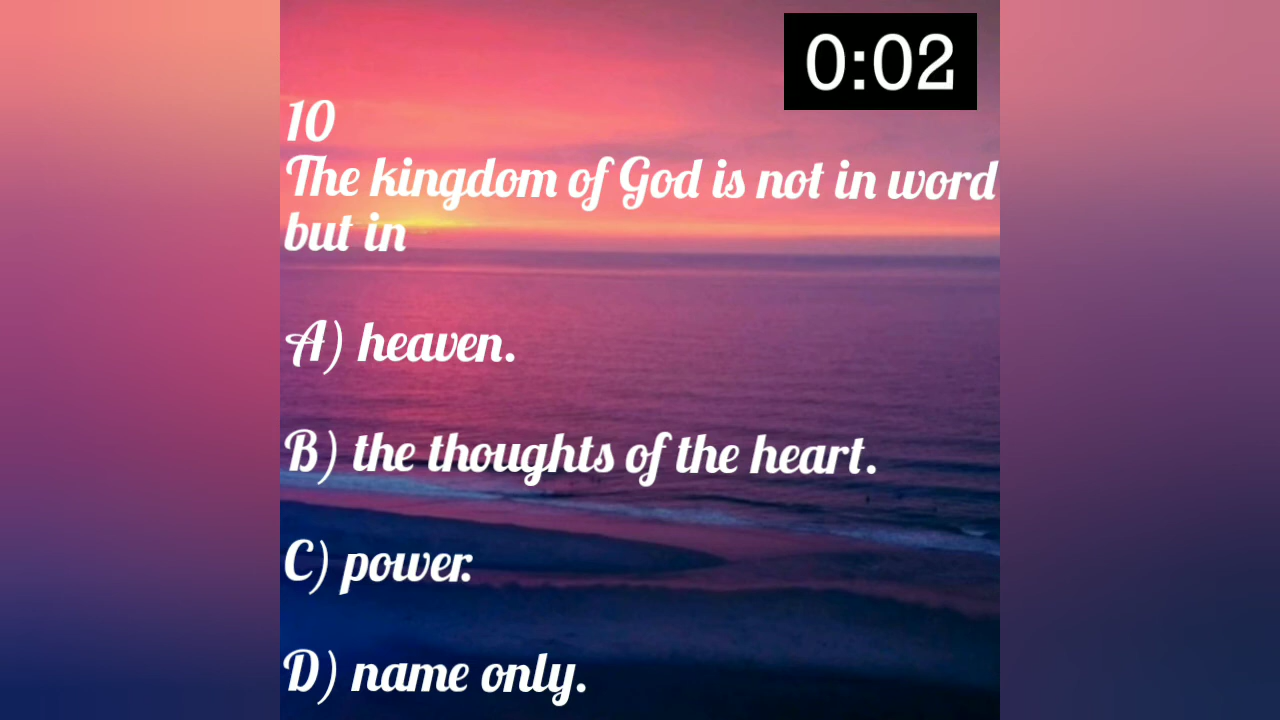 0:02
10
The kingdom of God is not in word
but in
A) heaven.
B) the thoughts of the heart.
C) power.
D) name only.